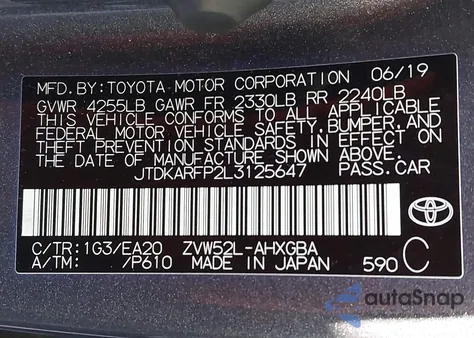 MFD. BY: TOYOTA MOTOR CORPORATION 06/19
GVWR 4255LB GAWR FR 2330LB RR 2240LB
THIS VEHICLE CONFORMS TO ALL APPLICABLE
FEDERAL MOTOR VEHICLE SAFETY, BUMPER, AND
THEFT PREVENTION STANDARDS IN EFFECT ON
THE DATE OF MANUFACTURE SHOWN ABOVE.
JTDKARFP2L3125647 PASS. CAR
C/TR: 1G3/EA20 ZVW52L-AHXGBA C
A/TM: /P610 MADE IN JAPAN 590
autoSnap